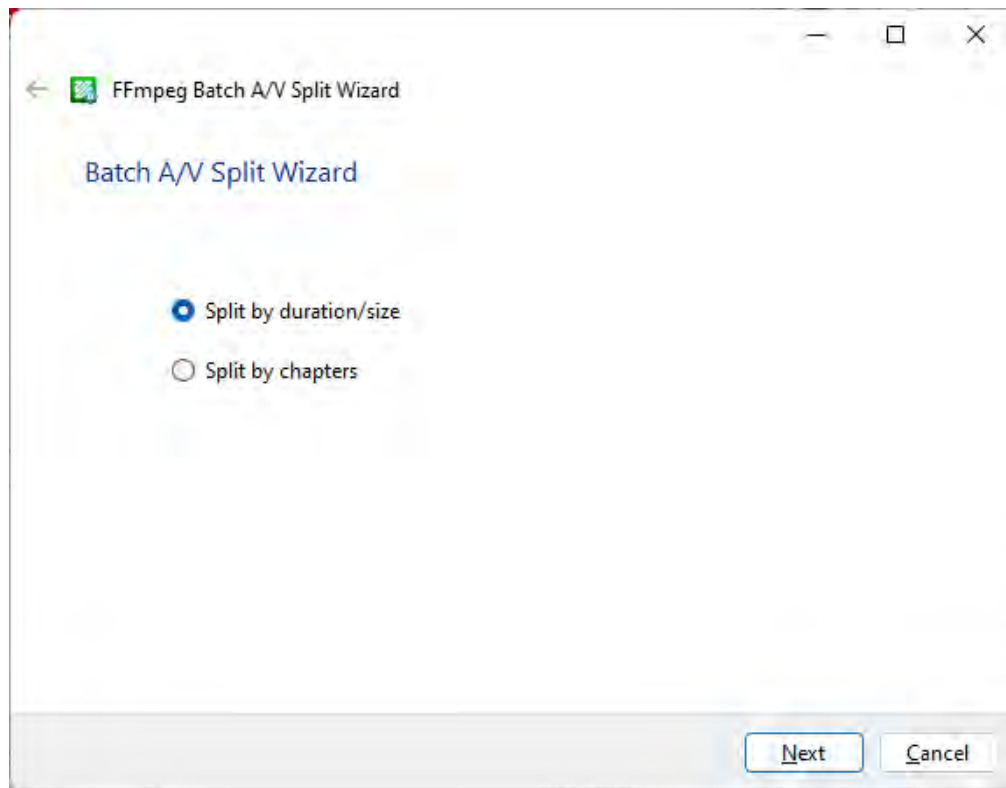 FFmpeg Batch A/V Split Wizard
Batch A/V Split Wizard
Split by duration/size
Split by chapters
Next Cancel